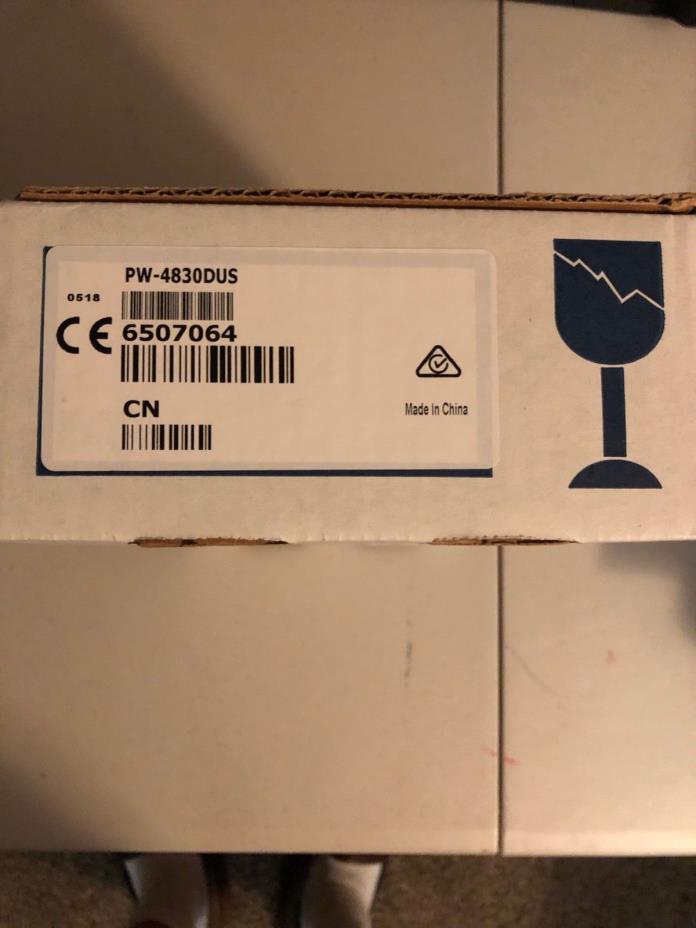 PW-4830DUS
0518
CE 6507064
CN
Made In China